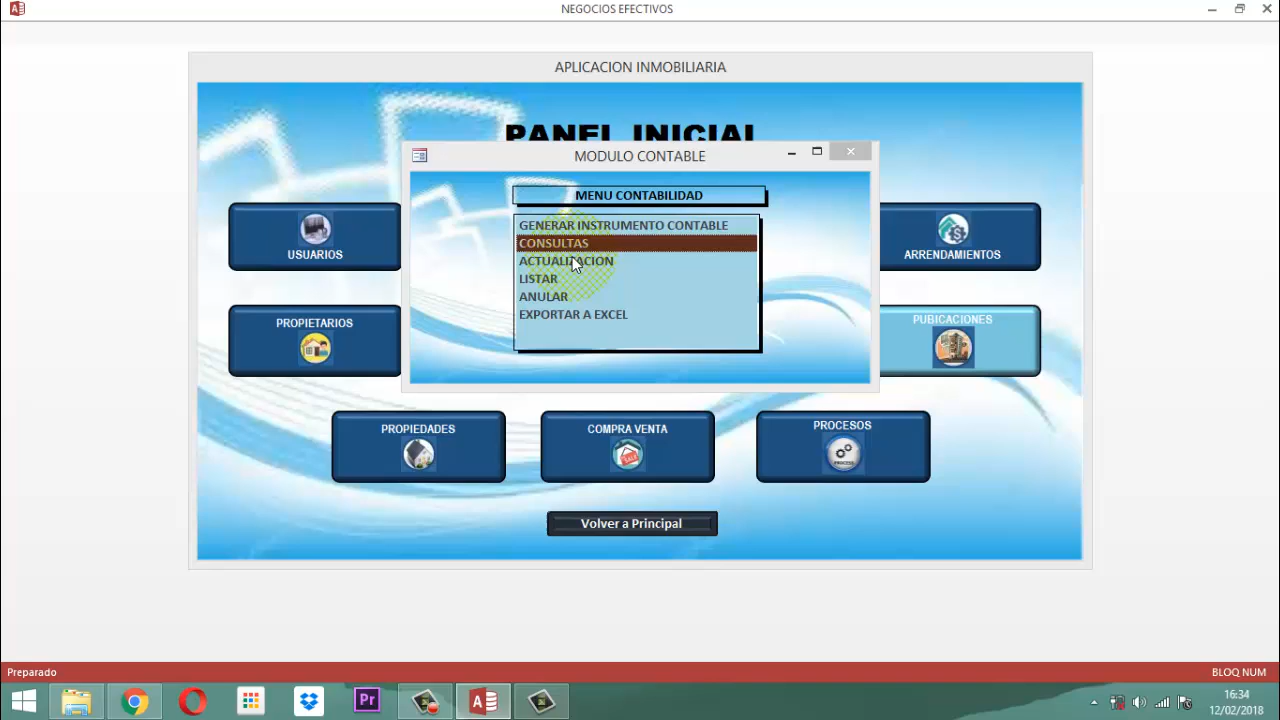 NEGOCIOS EFECTIVOS
APLICACION INMOBILIARIA
PANEL INICIAL
MODULO CONTABLE
MENU CONTABILIDAD
GENERAR INSTRUMENTO CONTABLE
CONSULTAS
ACTUALIZACION
LISTAR
ANULAR
EXPORTAR A EXCEL
USUARIOS
ARRENDAMIENTOS
PROPIETARIOS
PUBICACIONES
PROPIEDADES
COMPRA VENTA
PROCESOS
Volver a Principal
Preparado
BLOQ NUM
Pr
16:34
12/02/2018